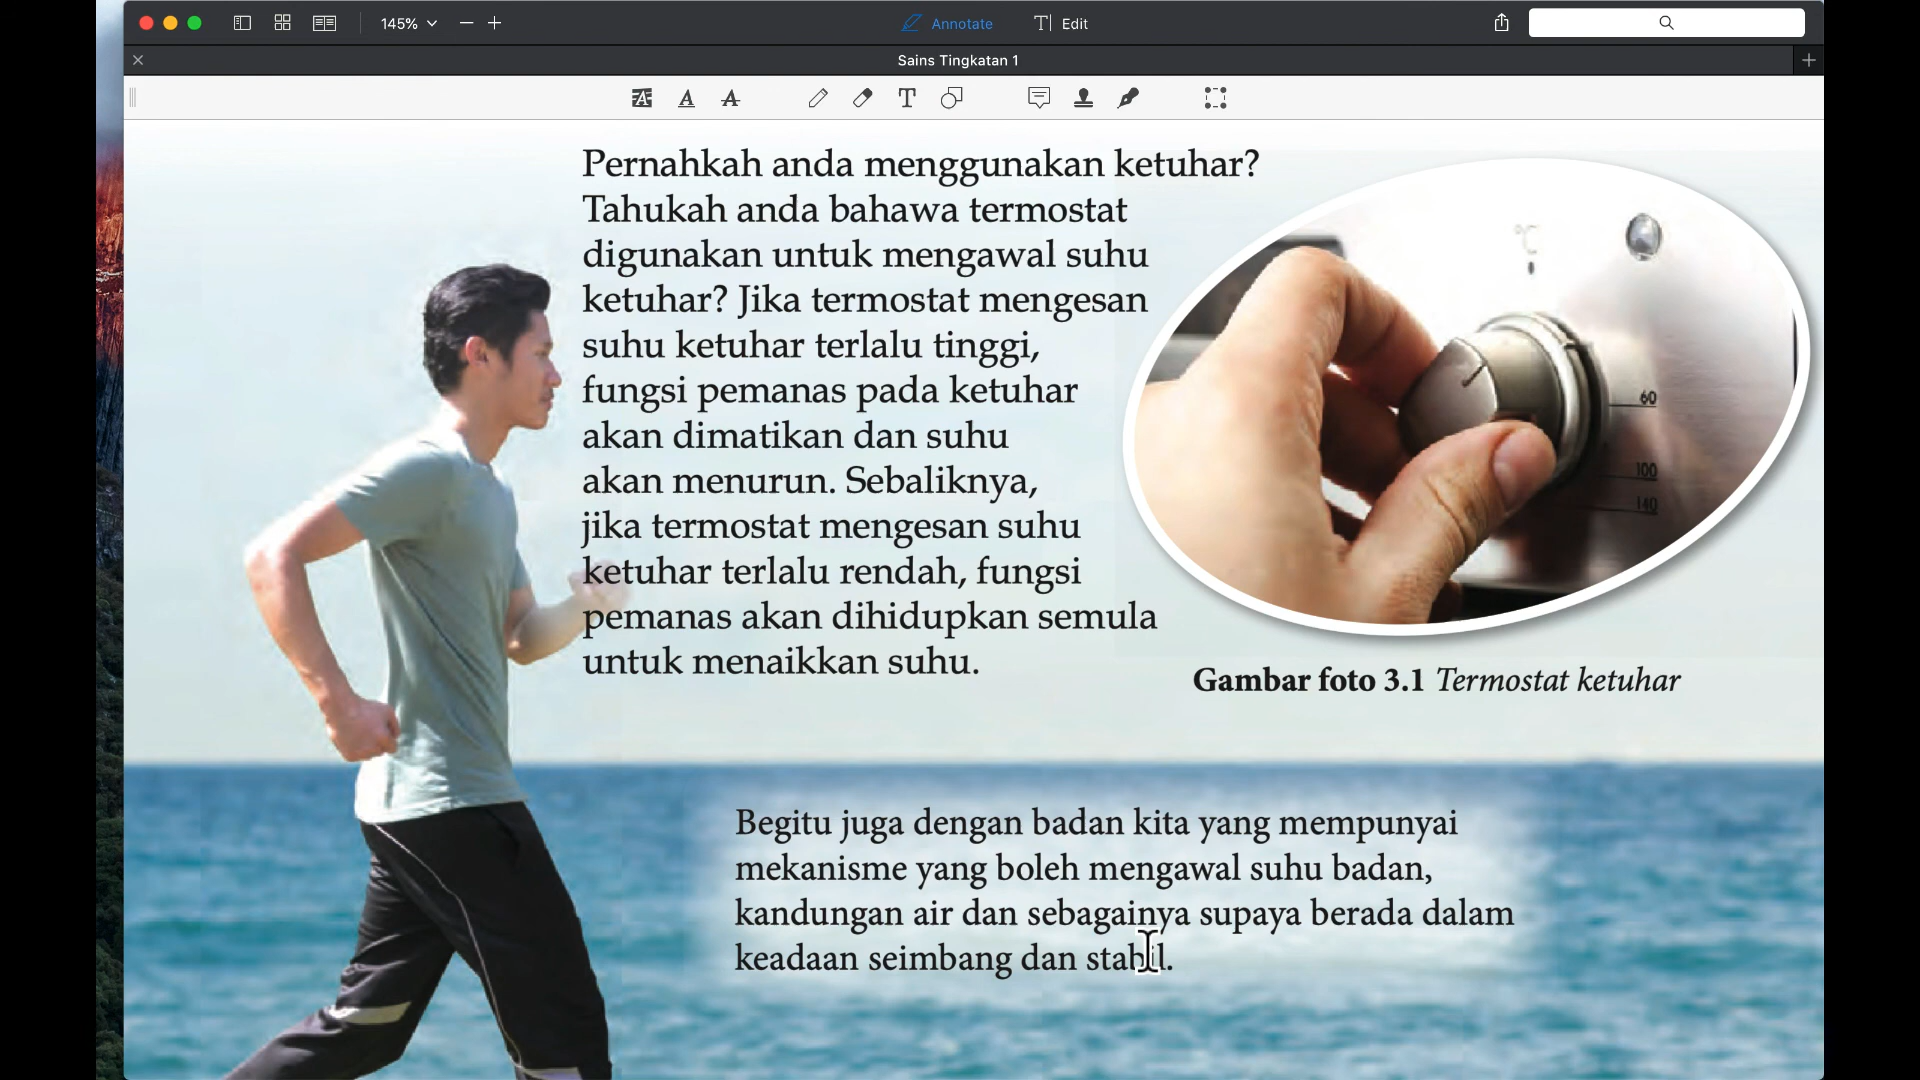 145%
Annotate
Edit
Sains Tingkatan 1
Pernahkah anda menggunakan ketuhar?
Tahukah anda bahawa termostat
digunakan untuk mengawal suhu
ketuhar? Jika termostat mengesan
suhu ketuhar terlalu tinggi,
fungsi pemanas pada ketuhar
akan dimatikan dan suhu
akan menurun. Sebaliknya,
jika termostat mengesan suhu
ketuhar terlalu rendah, fungsi
pemanas akan dihidupkan semula
untuk menaikkan suhu.
°C
60
100
140
Gambar foto 3.1 Termostat ketuhar
Begitu juga dengan badan kita yang mempunyai
mekanisme yang boleh mengawal suhu badan,
kandungan air dan sebagainya supaya berada dalam
keadaan seimbang dan stabil.